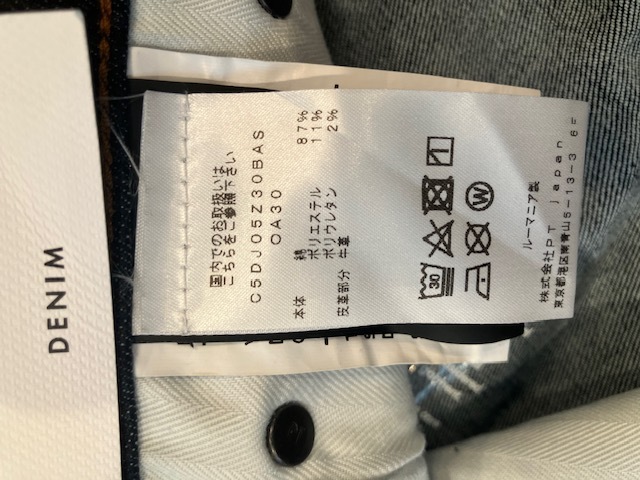 DENIM
国内でのお取扱いは
こちらをご参照下さい
C5DJ05Z30BAS
OA30
本体 綿 87%
ポリエステル 11%
ポリウレタン 2%
皮革部分 牛革
30
W
ルーマニア製
株式会社PT japan
東京都港区南青山5-13-3 6F